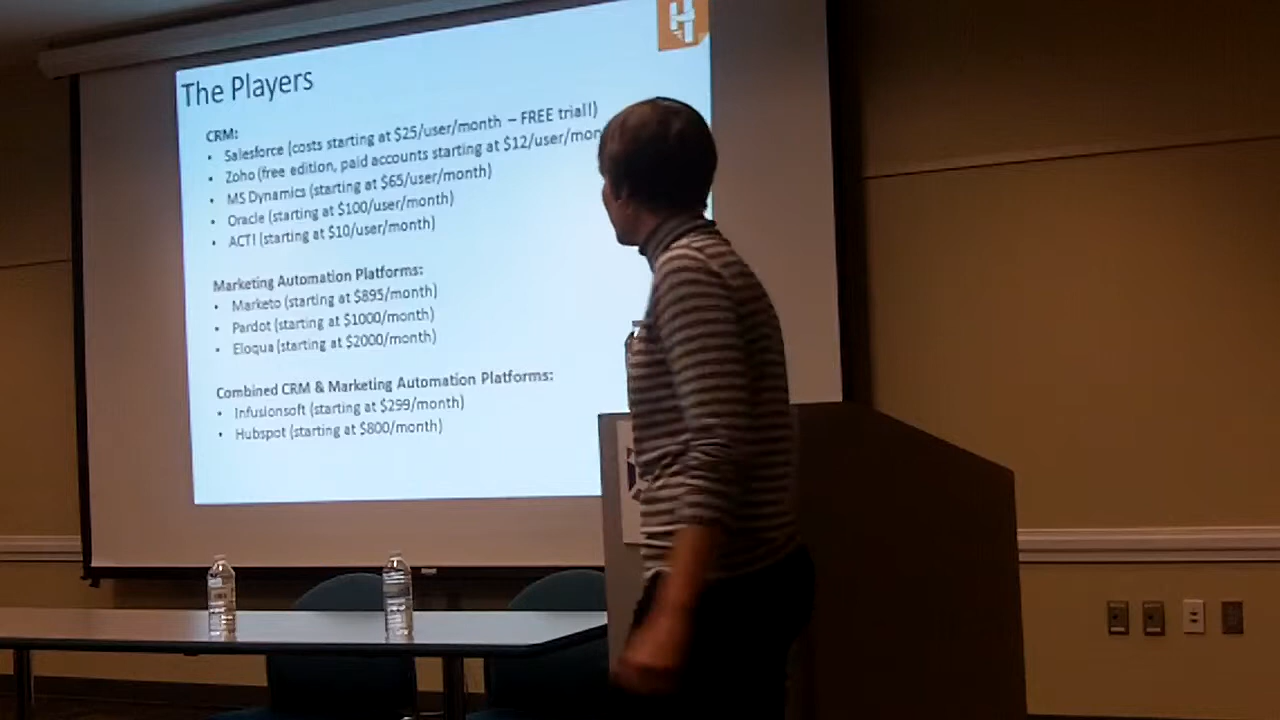 The Players
CRM:
• Salesforce (costs starting at $25/user/month – FREE trial!)
• Zoho (free edition, paid accounts starting at $12/user/mon
• MS Dynamics (starting at $65/user/month)
• Oracle (starting at $100/user/month)
• ACT! (starting at $10/user/month)
Marketing Automation Platforms:
• Marketo (starting at $895/month)
• Pardot (starting at $1000/month)
• Eloqua (starting at $2000/month)
Combined CRM & Marketing Automation Platforms:
• Infusionsoft (starting at $299/month)
• Hubspot (starting at $800/month)